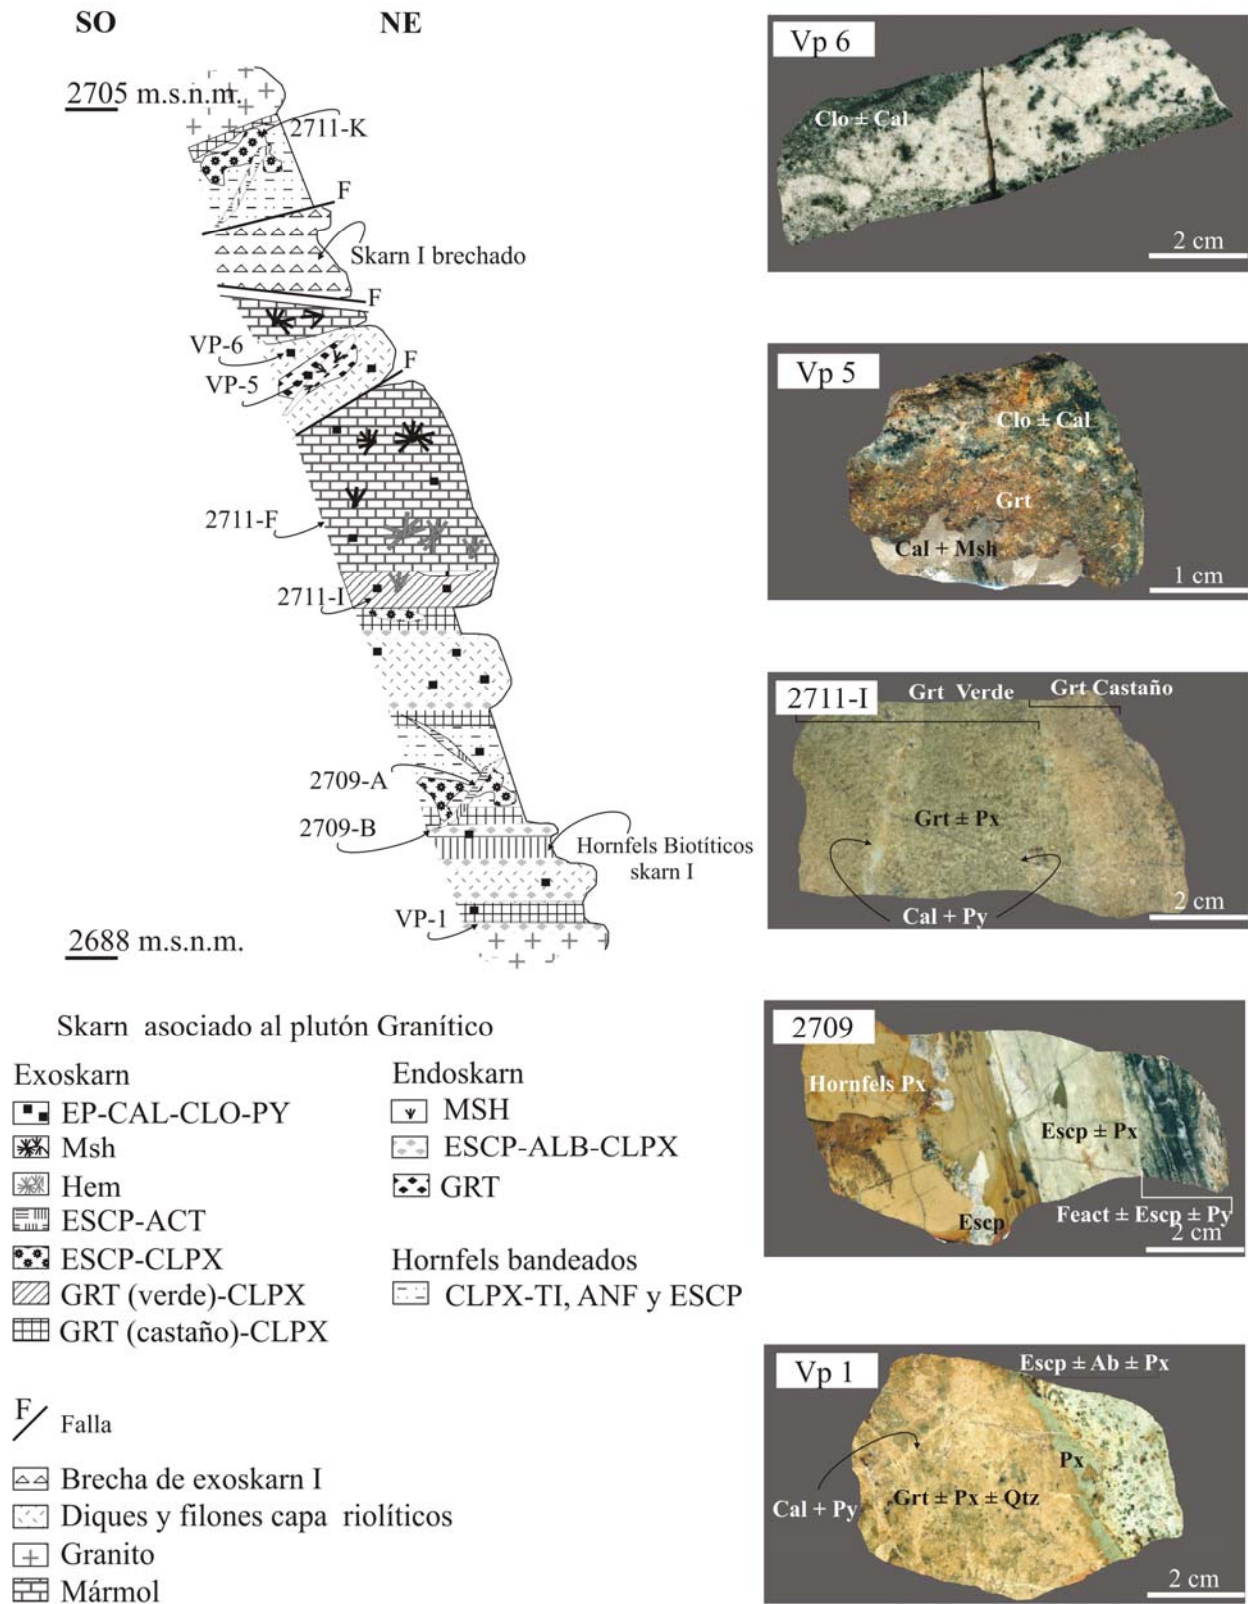 SO
NE
2705 m.s.n.m.
2711-K
F
Skarn I brechado
F
VP-6
VP-5
F
2711-F
2711-I
2709-A
2709-B
Hornfels Biotíticos
skarn I
VP-1
2688 m.s.n.m.
Skarn asociado al plutón Granítico
Exoskarn
EP-CAL-CLO-PY
Msh
Hem
ESCP-ACT
ESCP-CLPX
GRT (verde)-CLPX
GRT (castaño)-CLPX
Endoskarn
MSH
ESCP-ALB-CLPX
GRT
Hornfels bandeados
CLPX-TI, ANF y ESCP
F
Falla
Brecha de exoskarn I
Diques y filones capa riolíticos
Granito
Mármol
Vp 6
Clo ± Cal
2 cm
Vp 5
Clo ± Cal
Grt
Cal + Msh
1 cm
2711-I
Grt Verde
Grt Castaño
Grt ± Px
Cal + Py
2 cm
2709
Hornfels Px
Escp ± Px
Escp
Feact ± Escp ± Py
2 cm
Vp 1
Escp ± Ab ± Px
Px
Cal + Py
Grt ± Px ± Qtz
2 cm